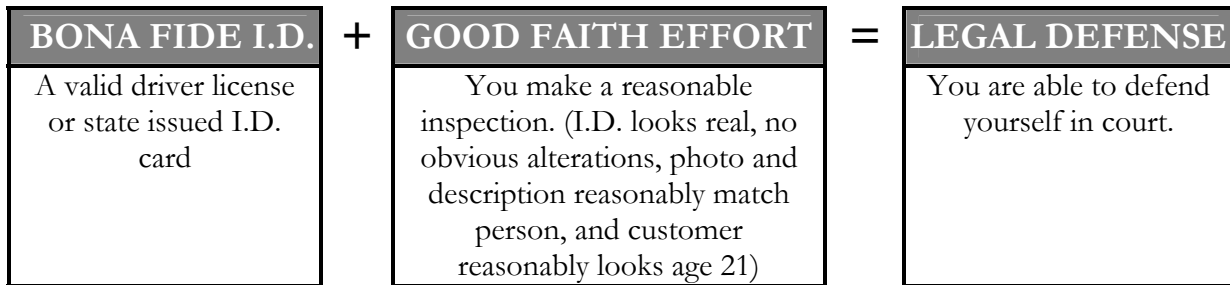 BONA FIDE I.D. + GOOD FAITH EFFORT = LEGAL DEFENSE
A valid driver license
or state issued I.D.
card
You make a reasonable
inspection. (I.D. looks real, no
obvious alterations, photo and
description reasonably match
person, and customer
reasonably looks age 21)
You are able to defend
yourself in court.